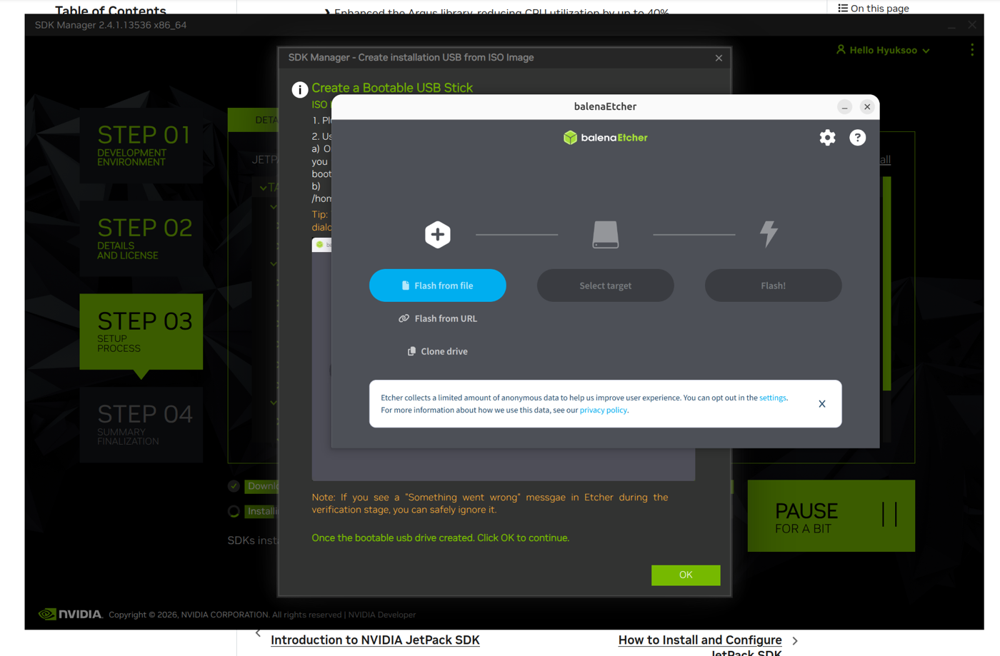 Table of Contents
❯ Enhanced the Argus library, reducing CPU utilization by up to 40%
On this page
SDK Manager 2.4.1.13536 x86_64
Hello Hyuksoo
SDK Manager - Create installation USB from ISO Image
Create a Bootable USB Stick
ISO
1. Pl
2. Us
a) O
you
boot
b)
/hom
Tip:
dialo
ba
STEP 01
DEVELOPMENT
ENVIRONMENT
STEP 02
DETAILS
AND LICENSE
STEP 03
SETUP
PROCESS
STEP 04
SUMMARY
FINALIZATION
DETA
JETPA
TA
all
balenaEtcher
balenaEtcher
Flash from file
Select target
Flash!
Flash from URL
Clone drive
Etcher collects a limited amount of anonymous data to help us improve user experience. You can opt out in the settings.
For more information about how we use this data, see our privacy policy.
X
Note: If you see a "Something went wrong" messgae in Etcher during the
verification stage, you can safely ignore it.
Once the bootable usb drive created. Click OK to continue.
OK
Downlo
Installi
SDKs inst
PAUSE
FOR A BIT
NVIDIA. Copyright © 2026, NVIDIA CORPORATION. All rights reserved | NVIDIA Developer
Introduction to NVIDIA JetPack SDK
How to Install and Configure
JetPack SDK